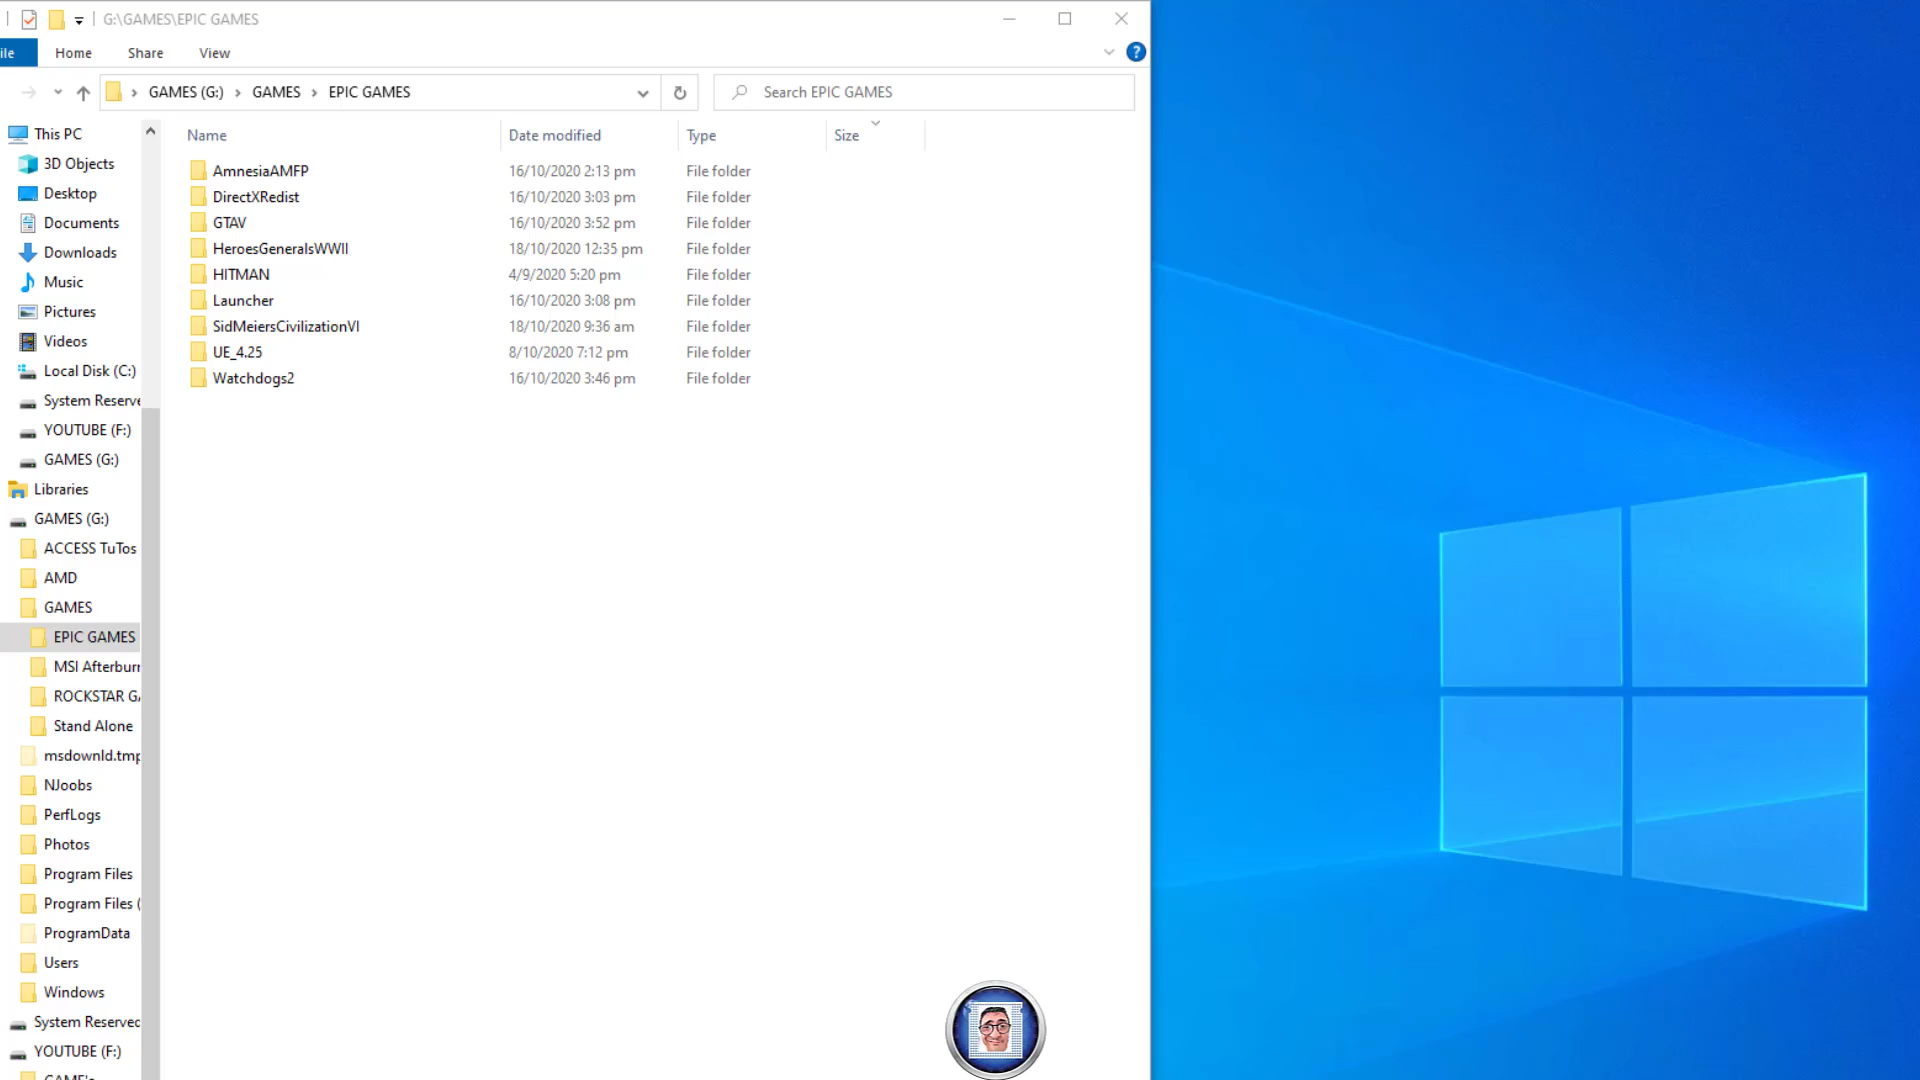 G:\GAMES\EPIC GAMES
ile Home Share View
GAMES (G:) GAMES EPIC GAMES
Search EPIC GAMES
Name Date modified Type Size
AmnesiaAMFP 16/10/2020 2:13 pm File folder
DirectXRedist 16/10/2020 3:03 pm File folder
GTAV 16/10/2020 3:52 pm File folder
HeroesGeneralsWWII 18/10/2020 12:35 pm File folder
HITMAN 4/9/2020 5:20 pm File folder
Launcher 16/10/2020 3:08 pm File folder
SidMeiersCivilizationVI 18/10/2020 9:36 am File folder
UE_4.25 8/10/2020 7:12 pm File folder
Watchdogs2 16/10/2020 3:46 pm File folder
This PC
3D Objects
Desktop
Documents
Downloads
Music
Pictures
Videos
Local Disk (C:)
System Reserve
YOUTUBE (F:)
GAMES (G:)
Libraries
GAMES (G:)
ACCESS TuTos
AMD
GAMES
EPIC GAMES
MSI Afterburn
ROCKSTAR GA
Stand Alone
msdownld.tmp
NJoobs
PerfLogs
Photos
Program Files
Program Files (
ProgramData
Users
Windows
System Reserved
YOUTUBE (F:)
GAME's